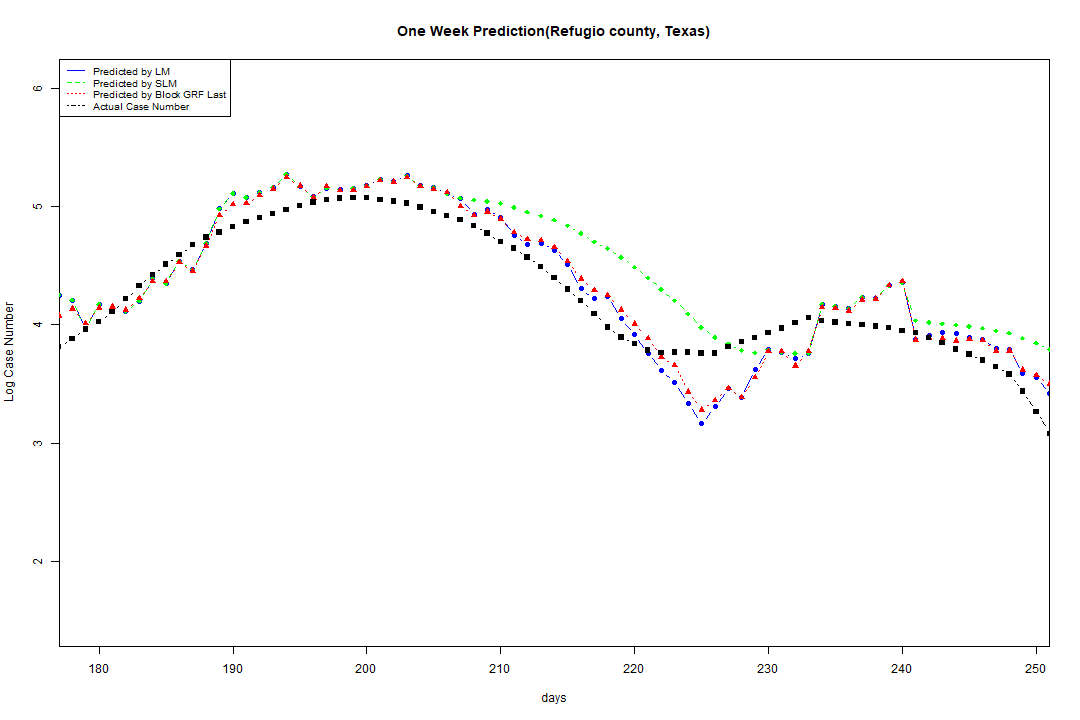 One Week Prediction(Refugio county, Texas)
Predicted by LM
Predicted by SLM
Predicted by Block GRF Last
Actual Case Number
6
5
4
3
2
Log Case Number
180 190 200 210 220 230 240 250
days